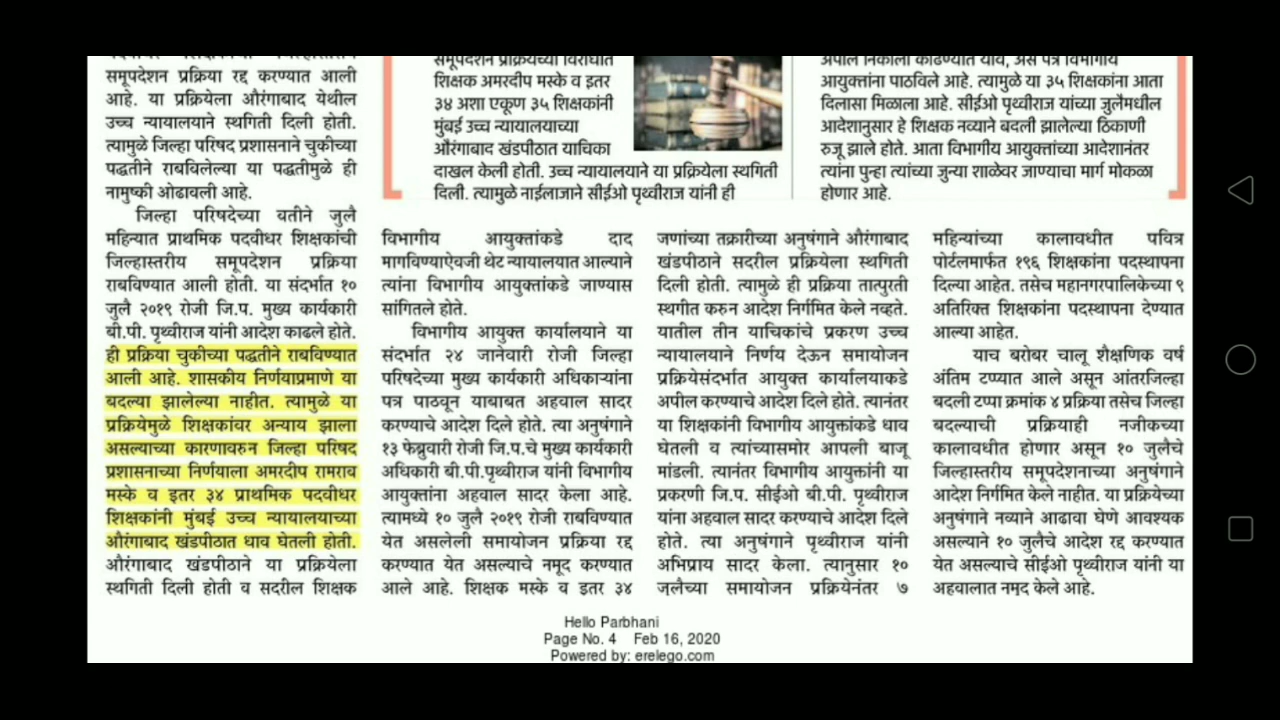 समूपदेशन प्रक्रिया रद्द करण्यात आली
आहे. या प्रक्रियेला औरंगाबाद येथील
उच्च न्यायालयाने स्थगिती दिली होती.
त्यामुळे जिल्हा परिषद प्रशासनाने चुकीच्या
पद्धतीने राबविलेल्या या पद्धतीमुळे ही
नामुष्की ओढावली आहे.
जिल्हा परिषदेच्या वतीने जुलै
महिन्यात प्राथमिक पदवीधर शिक्षकांची
जिल्हास्तरीय समूपदेशन प्रक्रिया
राबविण्यात आली होती. या संदर्भात १०
जुलै २०१९ रोजी जि.प. मुख्य कार्यकारी
बी.पी. पृथ्वीराज यांनी आदेश काढले होते.
ही प्रक्रिया चुकीच्या पद्धतीने राबविण्यात
आली आहे. शासकीय निर्णयाप्रमाणे या
बदल्या झालेल्या नाहीत. त्यामुळे या
प्रक्रियेमुळे शिक्षकांवर अन्याय झाला
असल्याच्या कारणावरुन जिल्हा परिषद
प्रशासनाच्या निर्णयाला अमरदीप रामराव
मस्के व इतर ३४ प्राथमिक पदवीधर
शिक्षकांनी मुंबई उच्च न्यायालयाच्या
औरंगाबाद खंडपीठात धाव घेतली होती.
औरंगाबाद खंडपीठाने या प्रक्रियेला
स्थगिती दिली होती व सदरील शिक्षक
समूपदेशन प्रक्रियेच्या विरोधात
शिक्षक अमरदीप मस्के व इतर
३४ अशा एकूण ३५ शिक्षकांनी
मुंबई उच्च न्यायालयाच्या
औरंगाबाद खंडपीठात याचिका
दाखल केली होती. उच्च न्यायालयाने या प्रक्रियेला स्थगिती
दिली. त्यामुळे नाईलाजाने सीईओ पृथ्वीराज यांनी ही
अपील निकाली काढण्यात यावे, असे पत्र विभागीय
आयुक्तांना पाठविले आहे. त्यामुळे या ३५ शिक्षकांना आता
दिलासा मिळाला आहे. सीईओ पृथ्वीराज यांच्या जुलैमधील
आदेशानुसार हे शिक्षक नव्याने बदली झालेल्या ठिकाणी
रुजू झाले होते. आता विभागीय आयुक्तांच्या आदेशानंतर
त्यांना पुन्हा त्यांच्या जुन्या शाळेवर जाण्याचा मार्ग मोकळा
होणार आहे.
विभागीय आयुक्तांकडे दाद
मागविण्याऐवजी थेट न्यायालयात आल्याने
त्यांना विभागीय आयुक्तांकडे जाण्यास
सांगितले होते.
विभागीय आयुक्त कार्यालयाने या
संदर्भात २४ जानेवारी रोजी जिल्हा
परिषदेच्या मुख्य कार्यकारी अधिकाऱ्यांना
पत्र पाठवून याबाबत अहवाल सादर
करण्याचे आदेश दिले होते. त्या अनुषंगाने
१३ फेब्रुवारी रोजी जि.प.चे मुख्य कार्यकारी
अधिकारी बी.पी.पृथ्वीराज यांनी विभागीय
आयुक्तांना अहवाल सादर केला आहे.
त्यामध्ये १० जुलै २०१९ रोजी राबविण्यात
येत असलेली समायोजन प्रक्रिया रद्द
करण्यात येत असल्याचे नमूद करण्यात
आले आहे. शिक्षक मस्के व इतर ३४
जणांच्या तक्रारीच्या अनुषंगाने औरंगाबाद
खंडपीठाने सदरील प्रक्रियेला स्थगिती
दिली होती. त्यामुळे ही प्रक्रिया तात्पुरती
स्थगीत करुन आदेश निर्गमित केले नव्हते.
यातील तीन याचिकांचे प्रकरण उच्च
न्यायालयाने निर्णय देऊन समायोजन
प्रक्रियेसंदर्भात आयुक्त कार्यालयाकडे
अपील करण्याचे आदेश दिले होते. त्यानंतर
या शिक्षकांनी विभागीय आयुक्तांकडे धाव
घेतली व त्यांच्यासमोर आपली बाजू
मांडली. त्यानंतर विभागीय आयुक्तांनी या
प्रकरणी जि.प. सीईओ बी.पी. पृथ्वीराज
यांना अहवाल सादर करण्याचे आदेश दिले
होते. त्या अनुषंगाने पृथ्वीराज यांनी
अभिप्राय सादर केला. त्यानुसार १०
जुलैच्या समायोजन प्रक्रियेनंतर ७
महिन्यांच्या कालावधीत पवित्र
पोर्टलमार्फत १९६ शिक्षकांना पदस्थापना
दिल्या आहेत. तसेच महानगरपालिकेच्या ९
अतिरिक्त शिक्षकांना पदस्थापना देण्यात
आल्या आहेत.
याच बरोबर चालू शैक्षणिक वर्ष
अंतिम टप्प्यात आले असून आंतरजिल्हा
बदली टप्पा क्रमांक ४ प्रक्रिया तसेच जिल्हा
बदल्याची प्रक्रियाही नजीकच्या
कालावधीत होणार असून १० जुलैचे
जिल्हास्तरीय समूपदेशनाच्या अनुषंगाने
आदेश निर्गमित केले नाहीत. या प्रक्रियेच्या
अनुषंगाने नव्याने आढावा घेणे आवश्यक
असल्याने १० जुलैचे आदेश रद्द करण्यात
येत असल्याचे सीईओ पृथ्वीराज यांनी या
अहवालात नमूद केले आहे.
Hello Parbhani
Page No. 4 Feb 16, 2020
Powered by: erelego.com